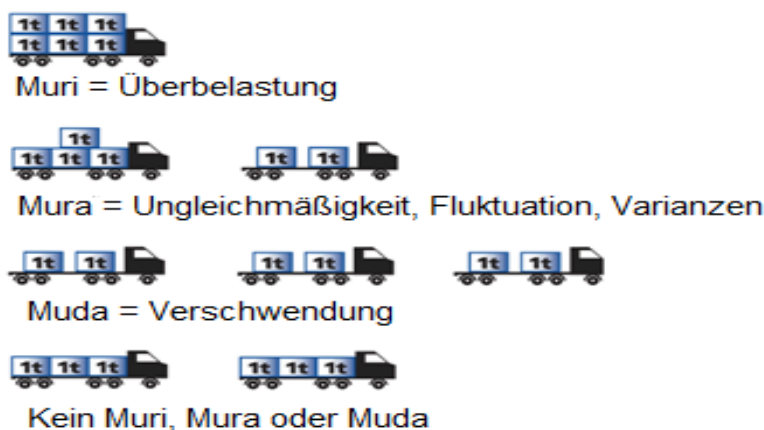 1t 1t 1t
1t 1t 1t
Muri = Überbelastung
1t
1t 1t 1t 1t 1t
Mura = Ungleichmäßigkeit, Fluktuation, Varianzen
1t 1t 1t 1t 1t 1t
Muda = Verschwendung
1t 1t 1t 1t 1t 1t
Kein Muri, Mura oder Muda